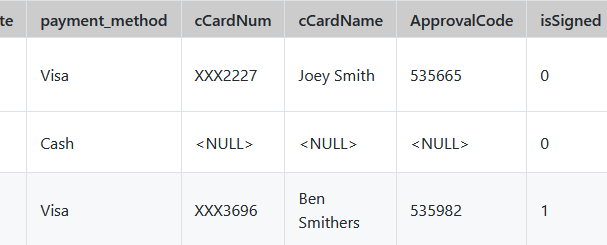 te payment_method cCardNum cCardName ApprovalCode isSigned
Visa XXX2227 Joey Smith 535665 0
Cash <NULL> <NULL> <NULL> 0
Visa XXX3696 Ben Smithers 535982 1